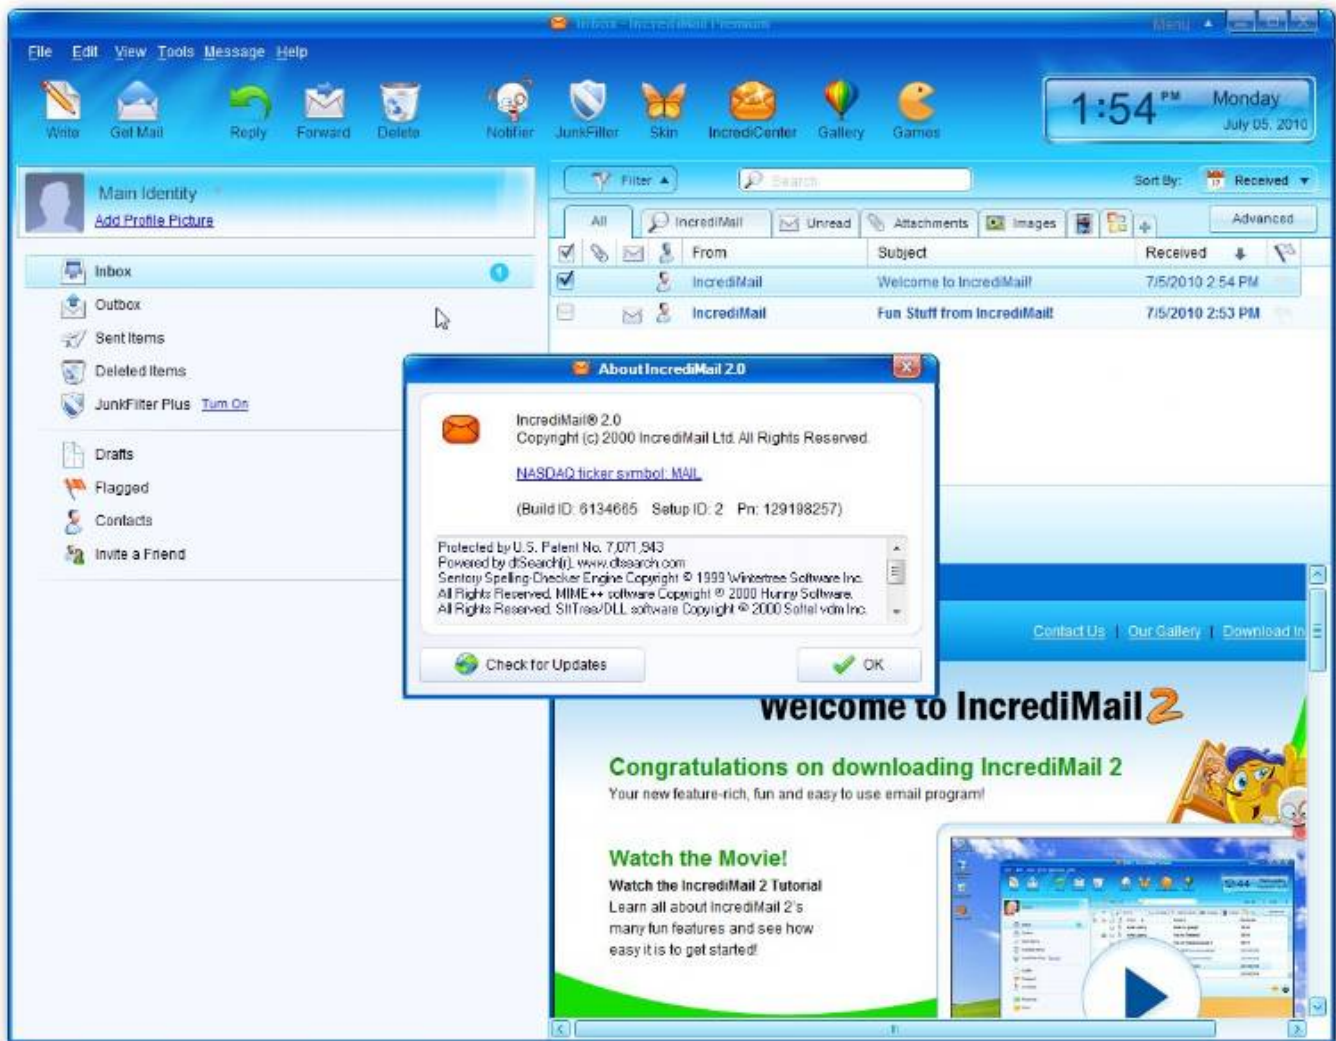 Inbox - IncrediMail Premium
Menu
File Edit View Tools Message Help
Write Get Mail Reply Forward Delete Notifier JunkFilter Skin IncrediCenter Gallery Games
1:54 PM Monday
July 05, 2010
Main Identity
Add Profile Picture
Inbox 1
Outbox
Sent Items
Deleted Items
JunkFilter Plus Turn On
Drafts
Flagged
Contacts
Invite a Friend
Filter Search Sort By: 17 Received
All IncrediMail Unread Attachments Images Advanced
From Subject Received
IncrediMail Welcome to IncrediMail! 7/5/2010 2:54 PM
IncrediMail Fun Stuff from IncrediMail! 7/5/2010 2:53 PM
About IncrediMail 2.0
IncrediMail® 2.0
Copyright (c) 2000 IncrediMail Ltd. All Rights Reserved.
NASDAQ ticker symbol: MAIL
(Build ID: 6134665 Setup ID: 2 Pn: 129198257)
Protected by U.S. Patent No. 7,071,943
Powered by dtSearch(r), www.dtsearch.com
Sentry Spelling-Checker Engine Copyright © 1999 Wintertree Software Inc.
All Rights Reserved. MIME++ software Copyright © 2000 Hunny Software.
All Rights Reserved. SftTree/DLL software Copyright © 2000 Softel vdm Inc.
Check for Updates OK
Contact Us | Our Gallery | Download In
Welcome to IncrediMail 2
Congratulations on downloading IncrediMail 2
Your new feature-rich, fun and easy to use email program!
Watch the Movie!
Watch the IncrediMail 2 Tutorial
Learn all about IncrediMail 2's
many fun features and see how
easy it is to get started!
12:44